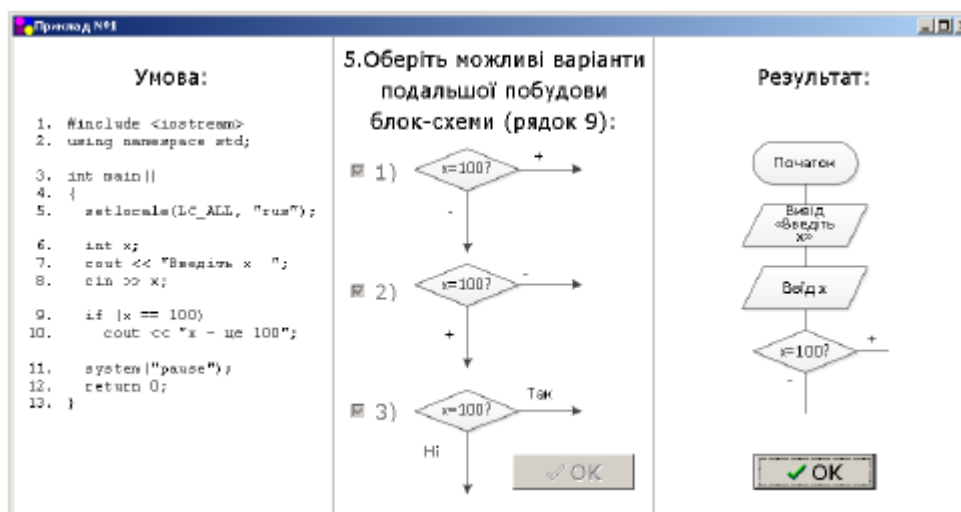 Приклад №1
Умова:
1. #include <iostream>
2. using namespace std;
3. int main()
4. {
5. setlocale(LC_ALL, "rus");
6. int x;
7. cout << "Введіть x ";
8. cin >> x;
9. if (x == 100)
10. cout << "x - це 100";
11. system("pause");
12. return 0;
13. }
5.Оберіть можливі варіанти
подальшої побудови
блок-схеми (рядок 9):
1) x=100? +
-
2) x=100? -
+
3) x=100? Так
Ні
OK
Результат:
Початок
Вивід
«Введіть
x»
Ввід x
x=100? +
-
OK